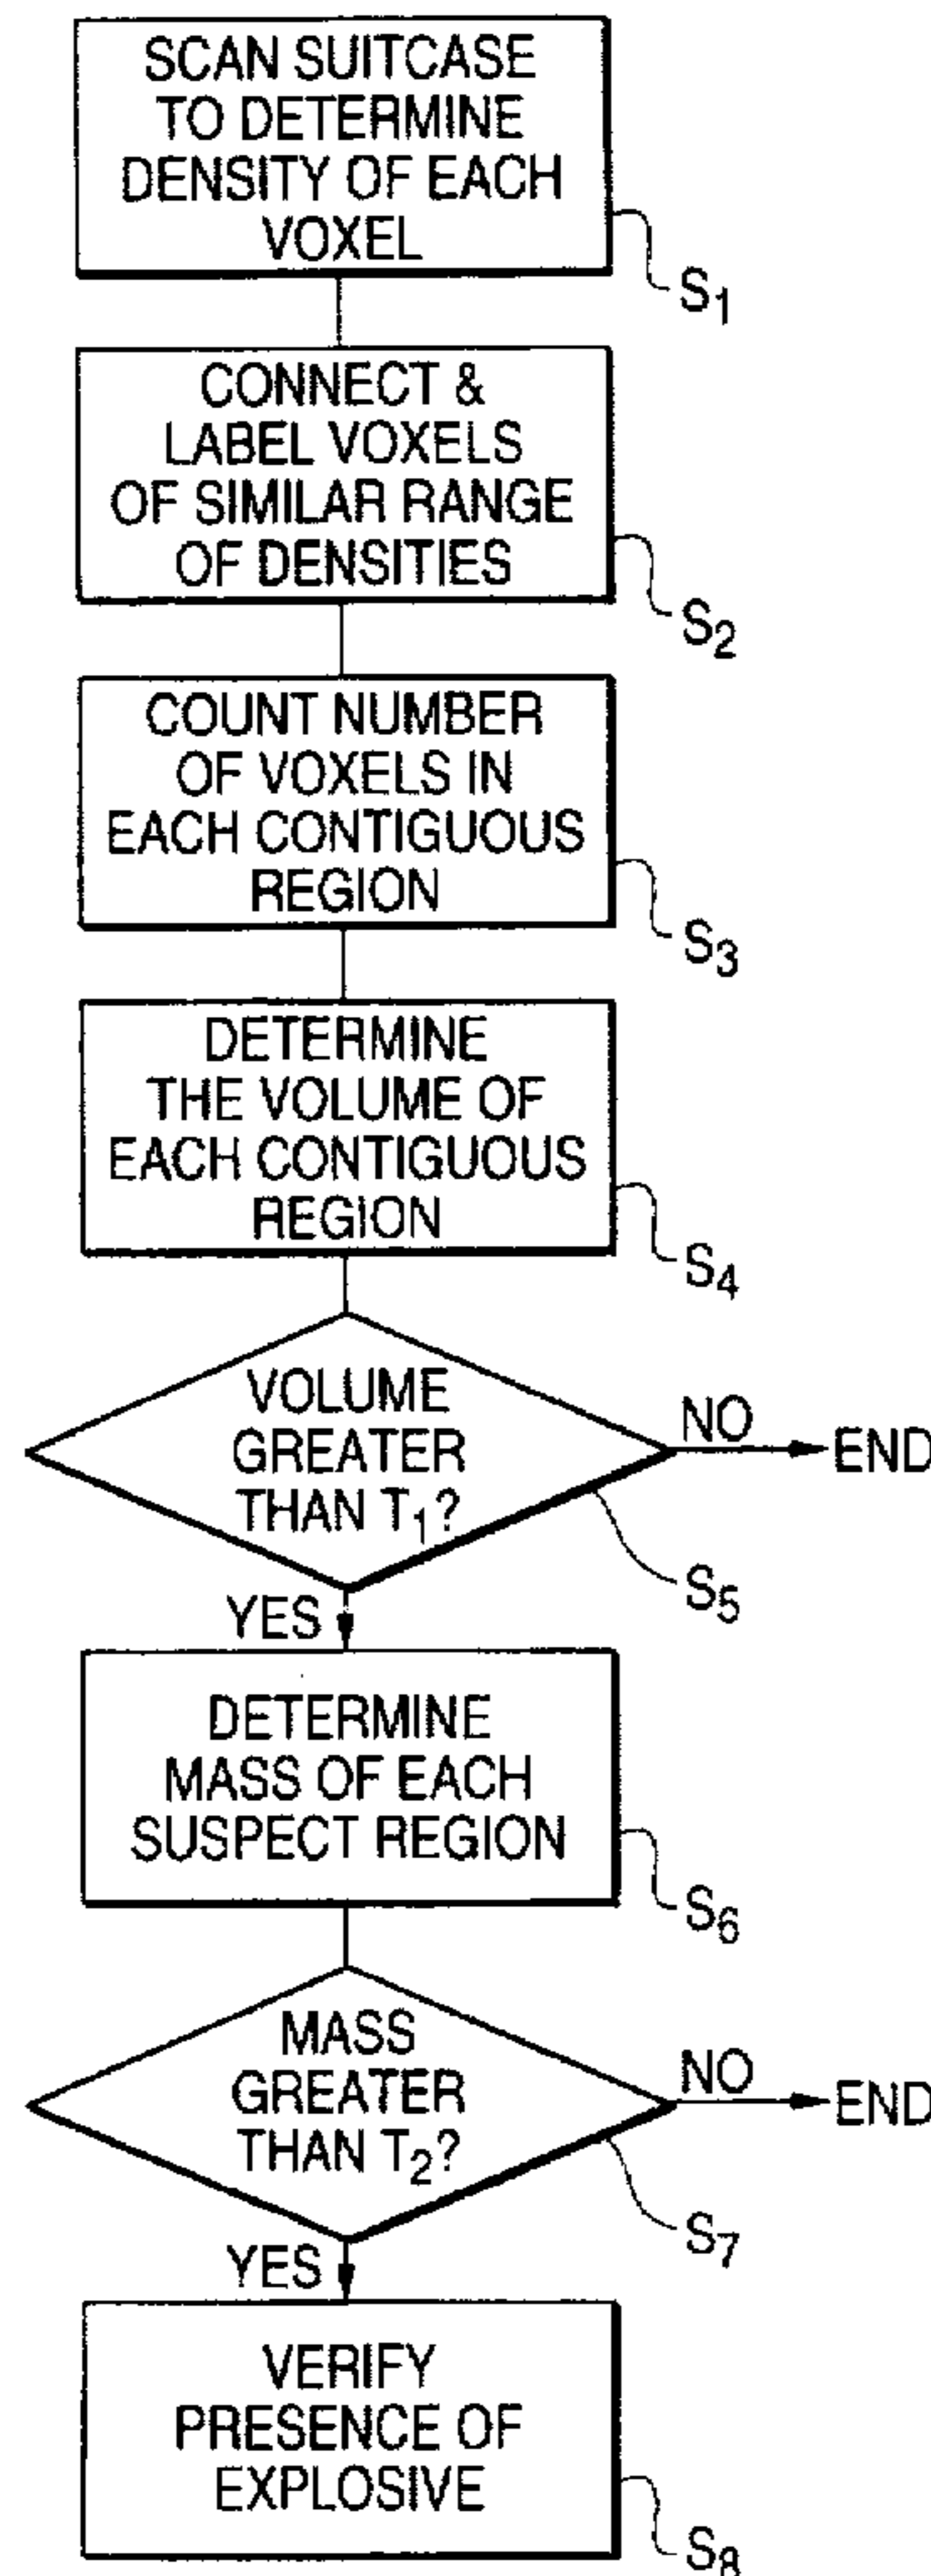 SCAN SUITCASE
TO DETERMINE
DENSITY OF EACH
VOXEL
S1
CONNECT &
LABEL VOXELS
OF SIMILAR RANGE
OF DENSITIES
S2
COUNT NUMBER
OF VOXELS IN
EACH CONTIGUOUS
REGION
S3
DETERMINE
THE VOLUME OF
EACH CONTIGUOUS
REGION
S4
VOLUME
GREATER
THAN T1?
NO
END
S5
YES
DETERMINE
MASS OF EACH
SUSPECT REGION
S6
MASS
GREATER
THAN T2?
NO
END
S7
YES
VERIFY
PRESENCE OF
EXPLOSIVE
S8